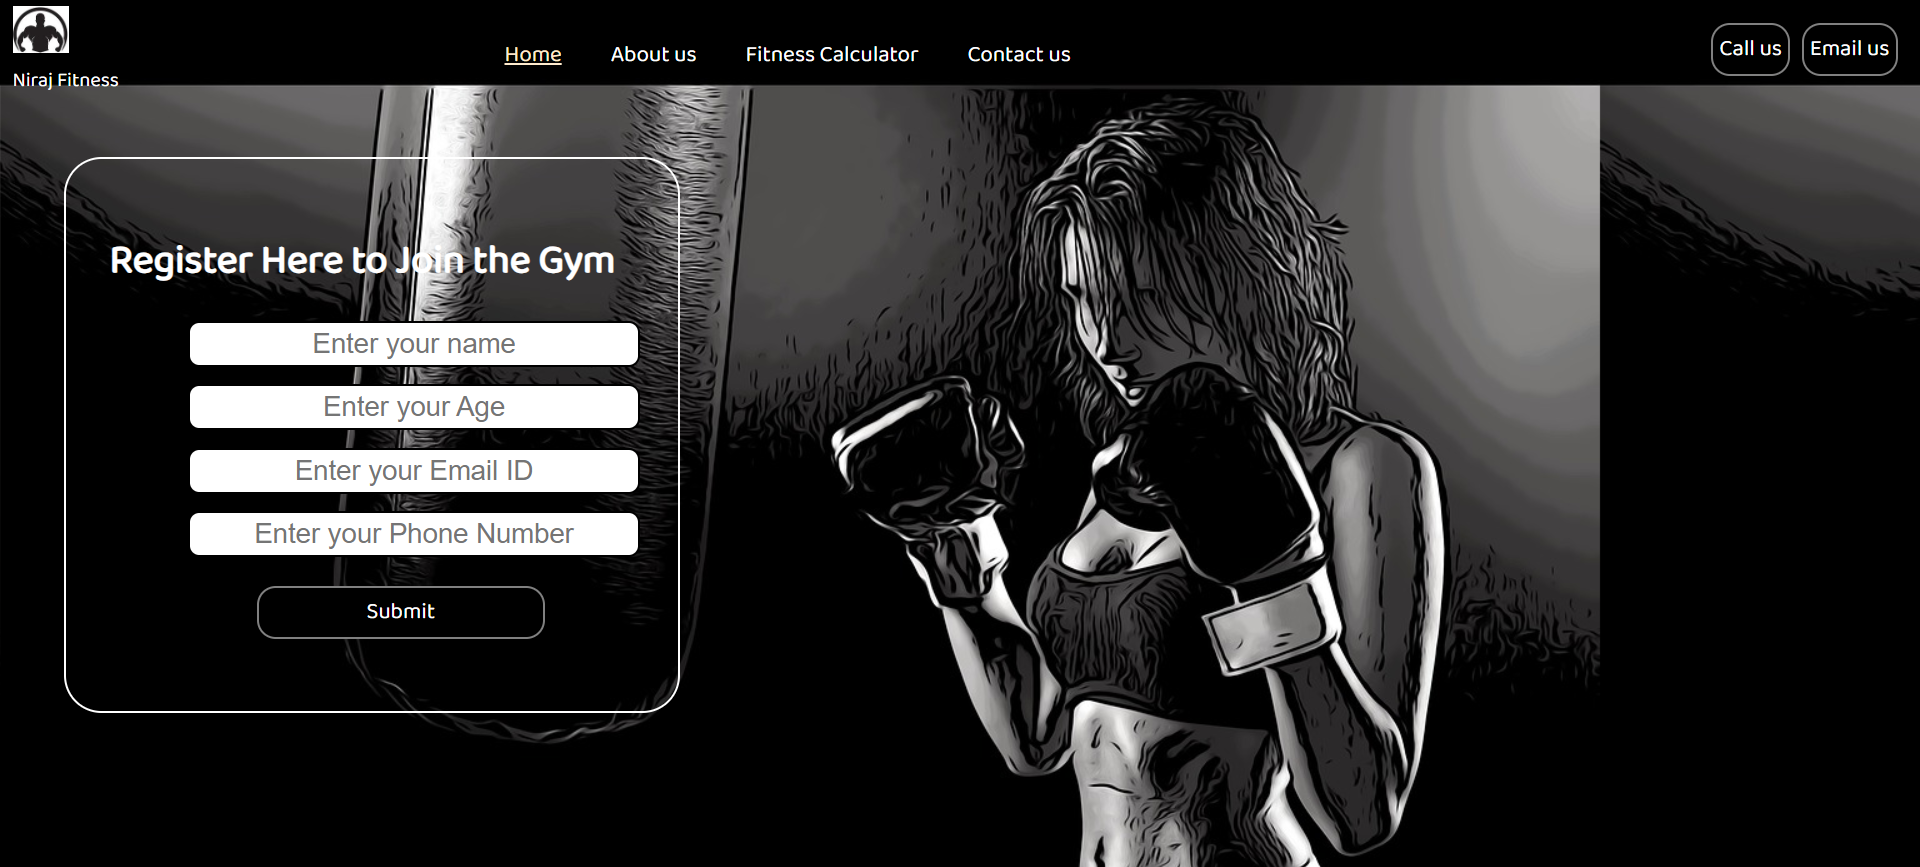 Niraj Fitness
Home
About us
Fitness Calculator
Contact us
Call us
Email us
Register Here to Join the Gym
Enter your name
Enter your Age
Enter your Email ID
Enter your Phone Number
Submit